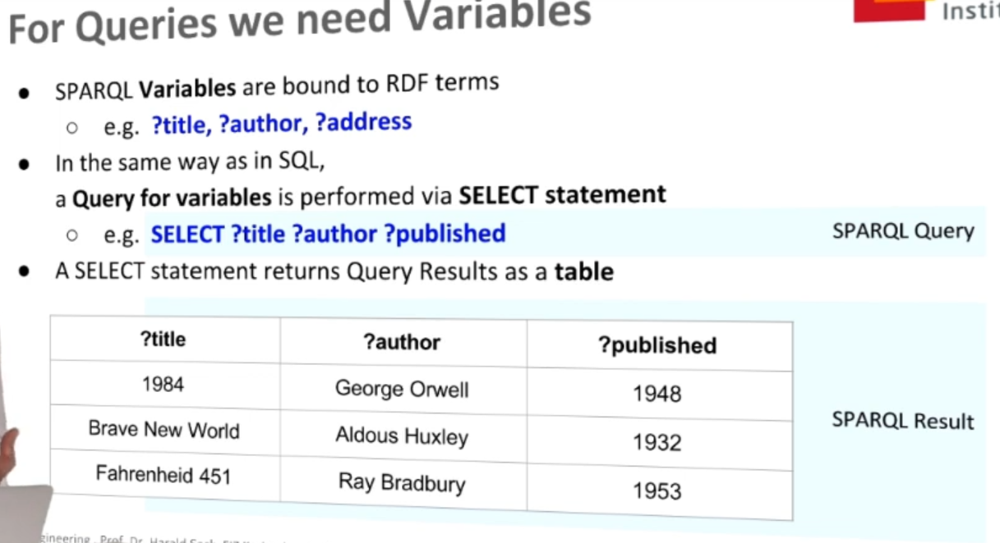 For Queries we need Variables
Instit
● SPARQL Variables are bound to RDF terms
○ e.g. ?title, ?author, ?address
● In the same way as in SQL,
a Query for variables is performed via SELECT statement
○ e.g. SELECT ?title ?author ?published
SPARQL Query
● A SELECT statement returns Query Results as a table
?title ?author ?published
1984 George Orwell 1948
Brave New World Aldous Huxley 1932
Fahrenheid 451 Ray Bradbury 1953
SPARQL Result
gineering Prof. Dr. Harald